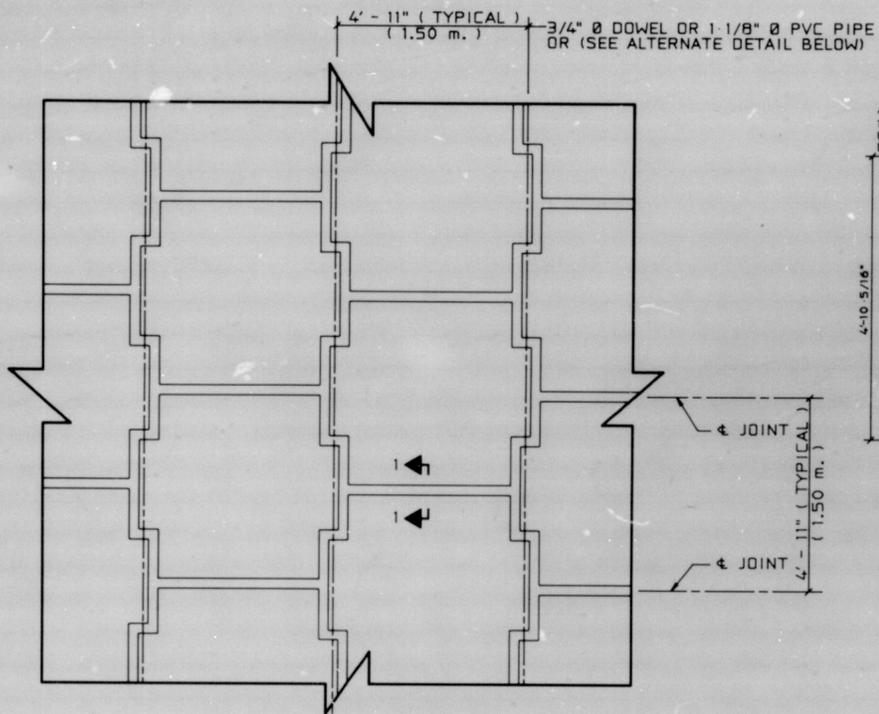 4' - 11" ( TYPICAL )
( 1.50 m. )
3/4" Ø DOWEL OR 1-1/8" Ø PVC PIPE
OR (SEE ALTERNATE DETAIL BELOW)
4'-10 5/16"
℄ JOINT
4' - 11" ( TYPICAL )
( 1.50 m. )
1
1
℄ JOINT